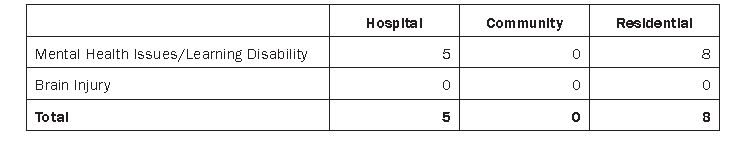 Hospital Community Residential
Mental Health Issues/Learning Disability 5 0 8
Brain Injury 0 0 0
Total 5 0 8